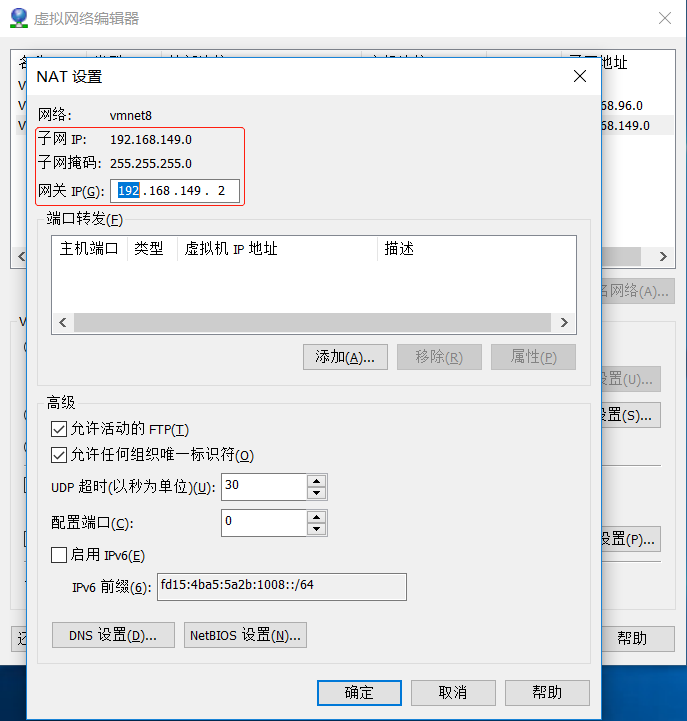 虚拟网络编辑器
NAT 设置
网络: vmnet8
子网 IP: 192.168.149.0
子网掩码: 255.255.255.0
网关 IP(G): 192 . 168 . 149 . 2
端口转发(F)
主机端口 类型 虚拟机 IP 地址 描述
添加(A)... 移除(R) 属性(P)
高级
允许活动的 FTP(T)
允许任何组织唯一标识符(O)
UDP 超时(以秒为单位)(U): 30
配置端口(C): 0
启用 IPv6(E)
IPv6 前缀(6): fd15:4ba5:5a2b:1008::/64
DNS 设置(D)... NetBIOS 设置(N)...
确定 取消 帮助
地址
68.96.0
68.149.0
名网络(A)...
设置(U)...
设置(S)...
设置(P)...
帮助